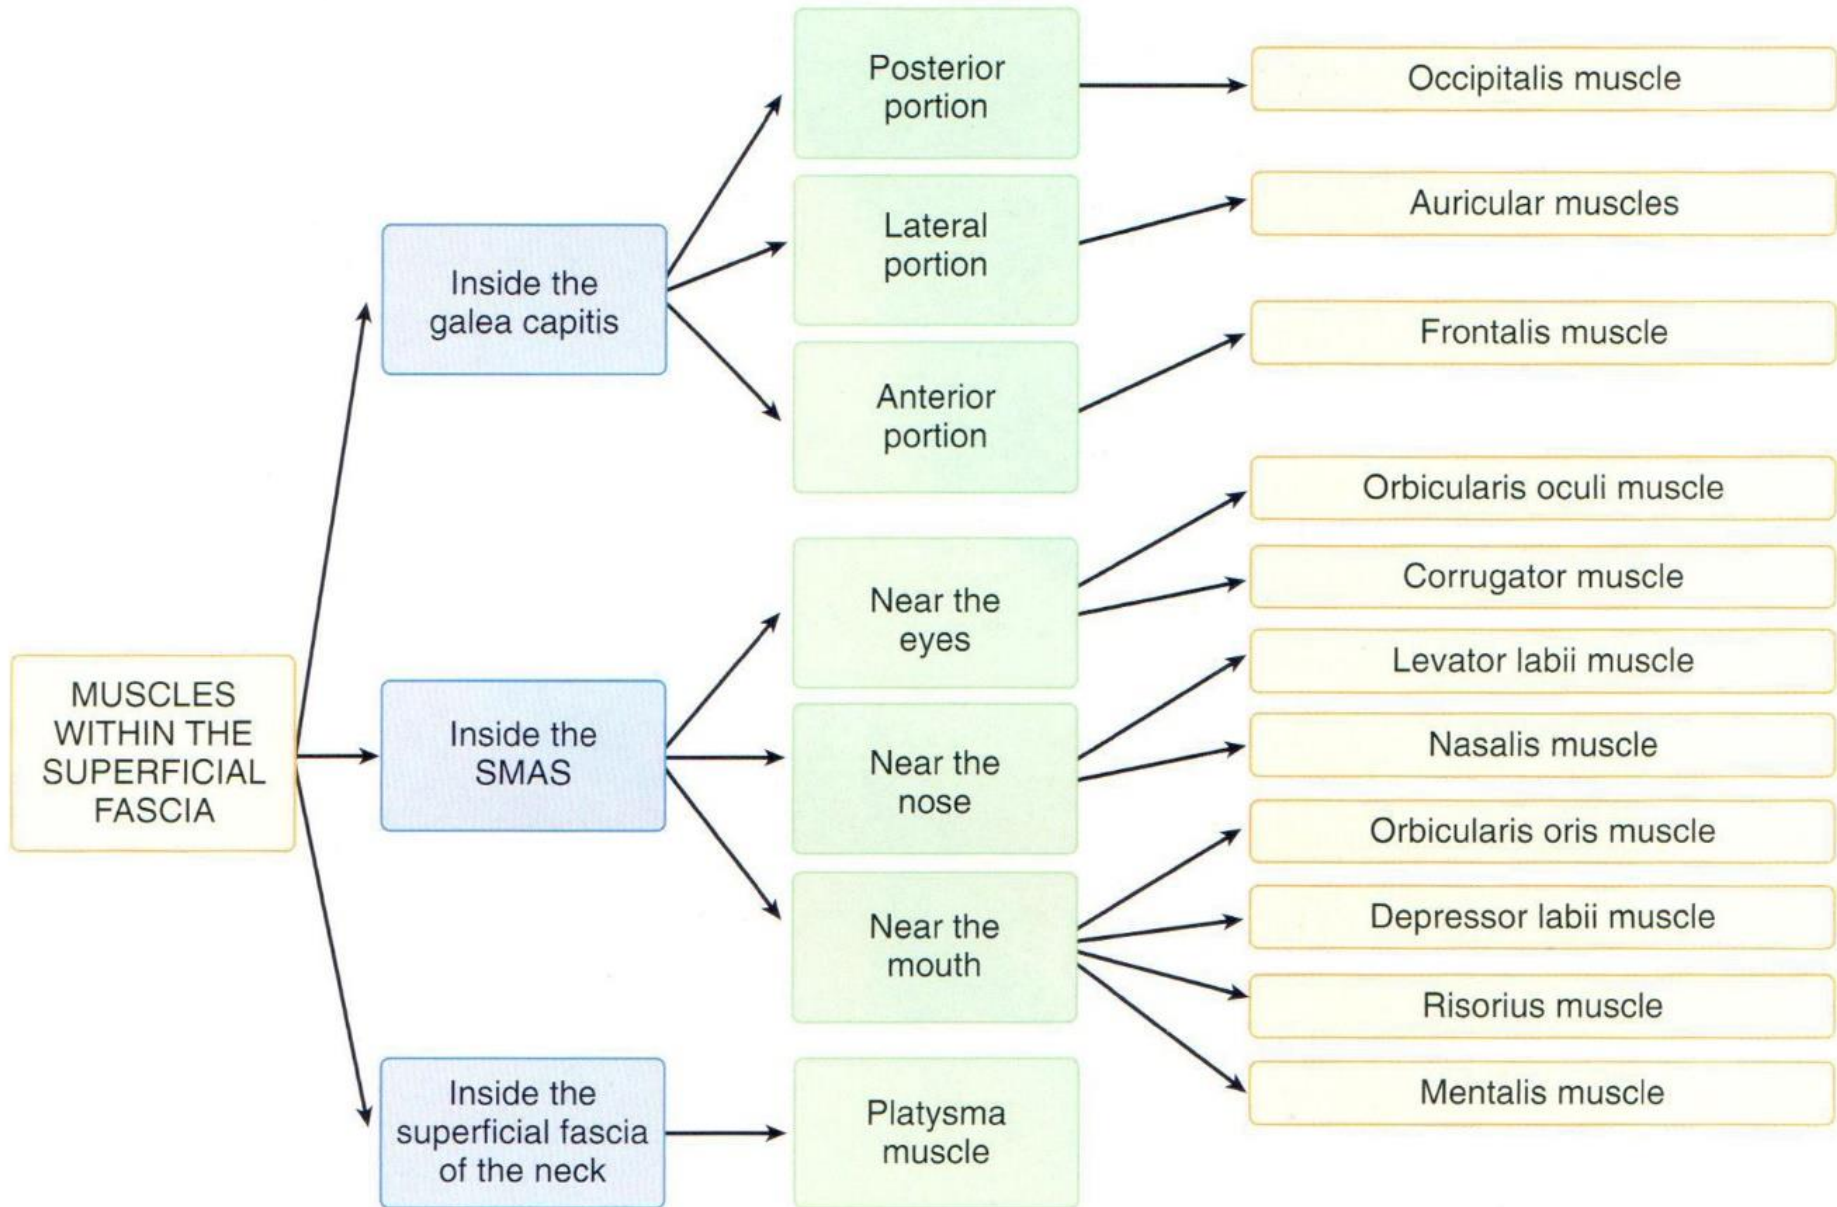 Posterior
portion
Occipitalis muscle
Lateral
portion
Auricular muscles
Inside the
galea capitis
Anterior
portion
Frontalis muscle
Orbicularis oculi muscle
Near the
eyes
Corrugator muscle
Levator labii muscle
MUSCLES
WITHIN THE
SUPERFICIAL
FASCIA
Inside the
SMAS
Near the
nose
Nasalis muscle
Orbicularis oris muscle
Near the
mouth
Depressor labii muscle
Risorius muscle
Mentalis muscle
Inside the
superficial fascia
of the neck
Platysma
muscle